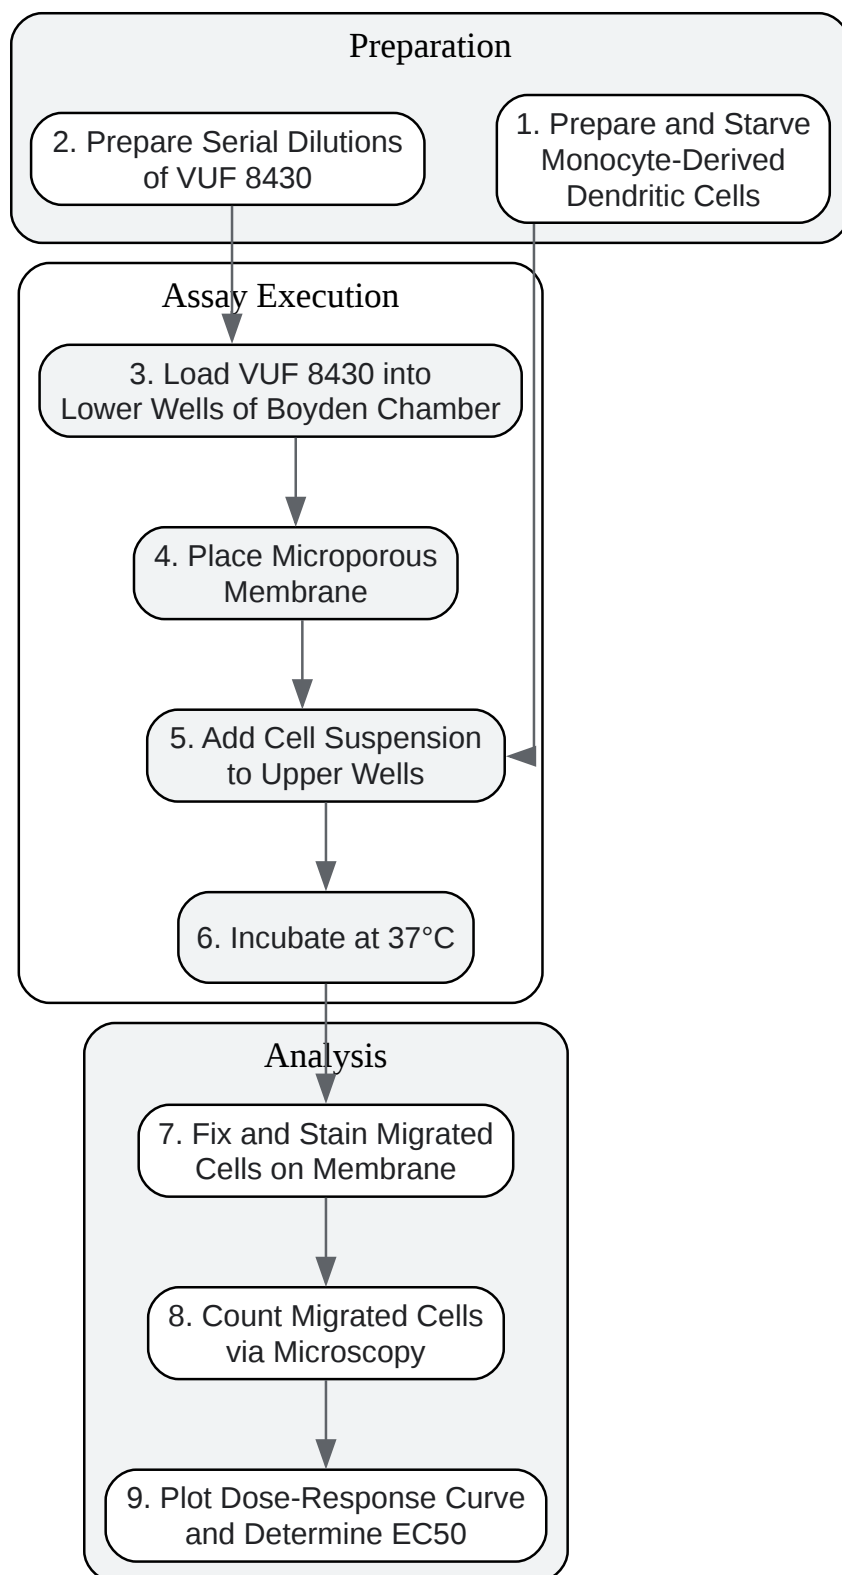 Preparation
1. Prepare and Starve
Monocyte-Derived
Dendritic Cells
2. Prepare Serial Dilutions
of VUF 8430
Assay Execution
3. Load VUF 8430 into
Lower Wells of Boyden Chamber
4. Place Microporous
Membrane
5. Add Cell Suspension
to Upper Wells
6. Incubate at 37°C
Analysis
7. Fix and Stain Migrated
Cells on Membrane
8. Count Migrated Cells
via Microscopy
9. Plot Dose-Response Curve
and Determine EC50